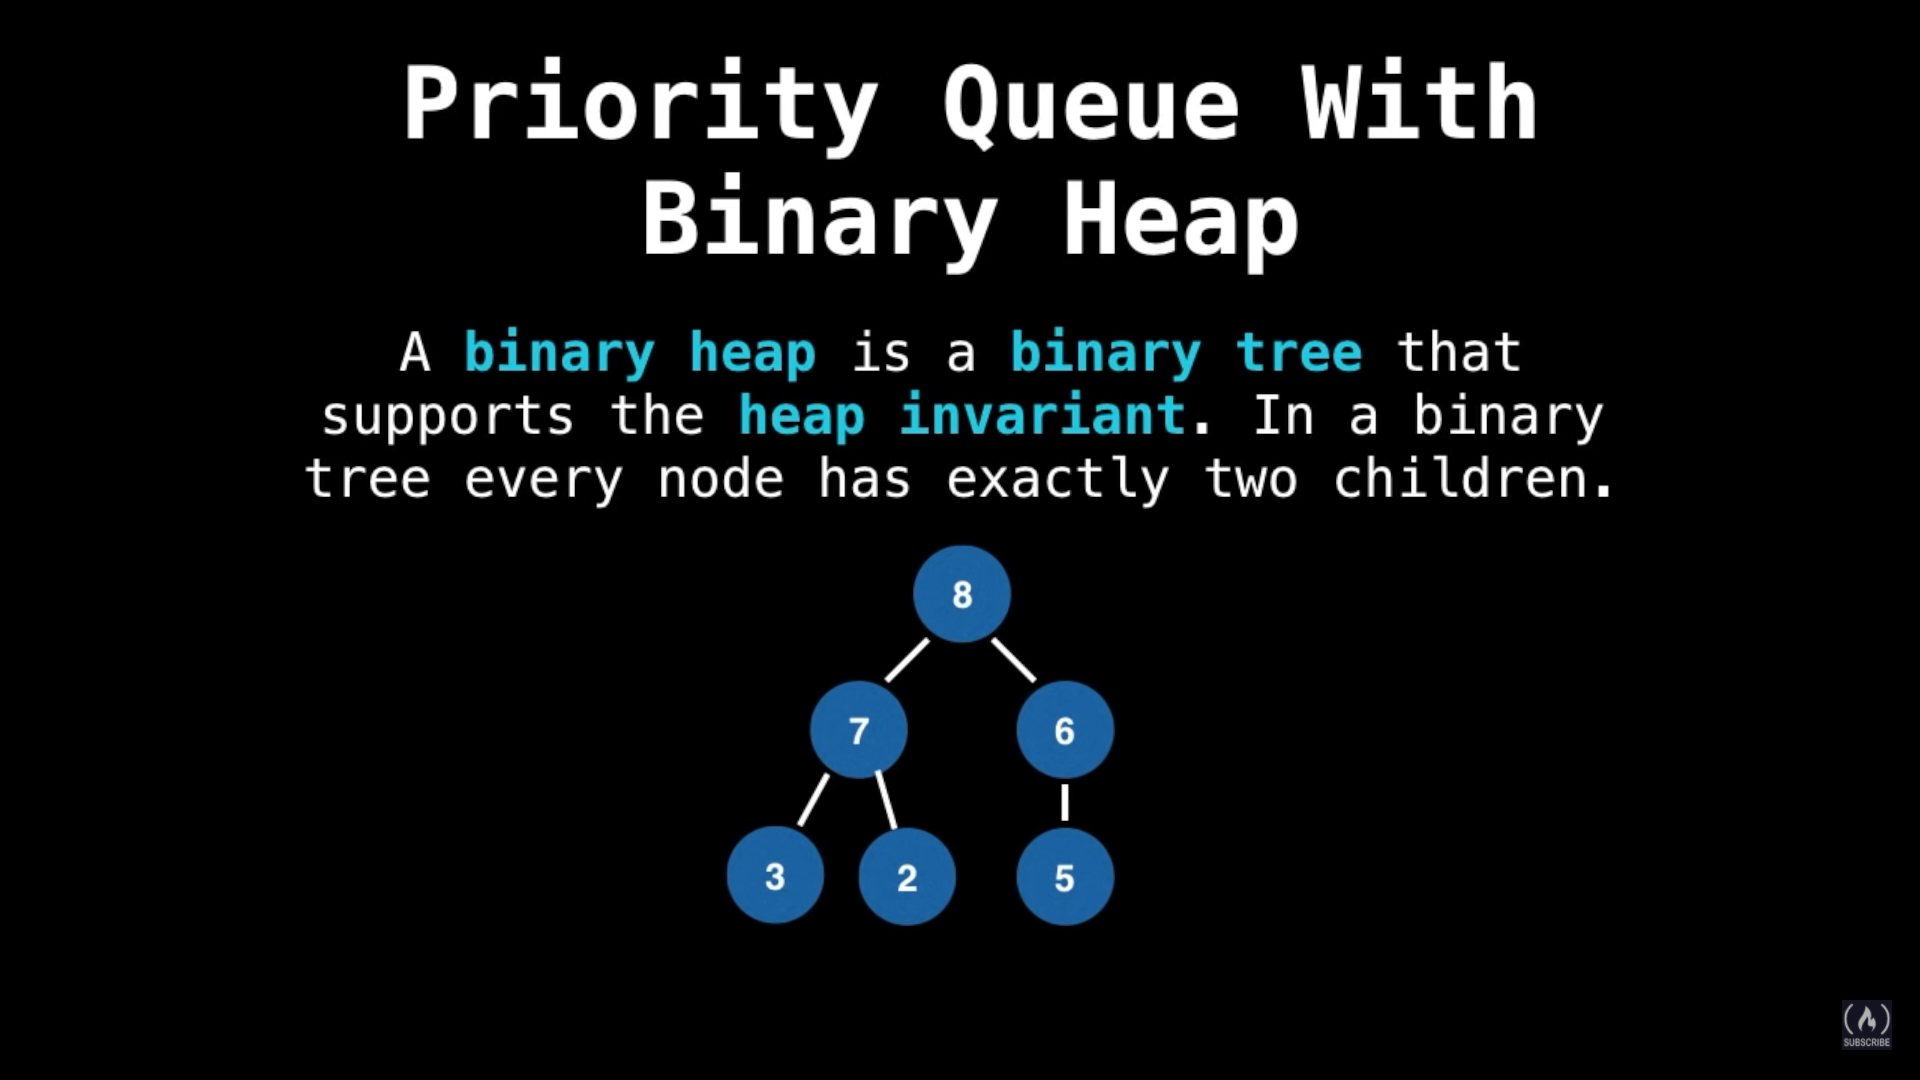 Priority Queue With
Binary Heap
A binary heap is a binary tree that
supports the heap invariant. In a binary
tree every node has exactly two children.
8
7 6
3 2 5
SUBSCRIBE